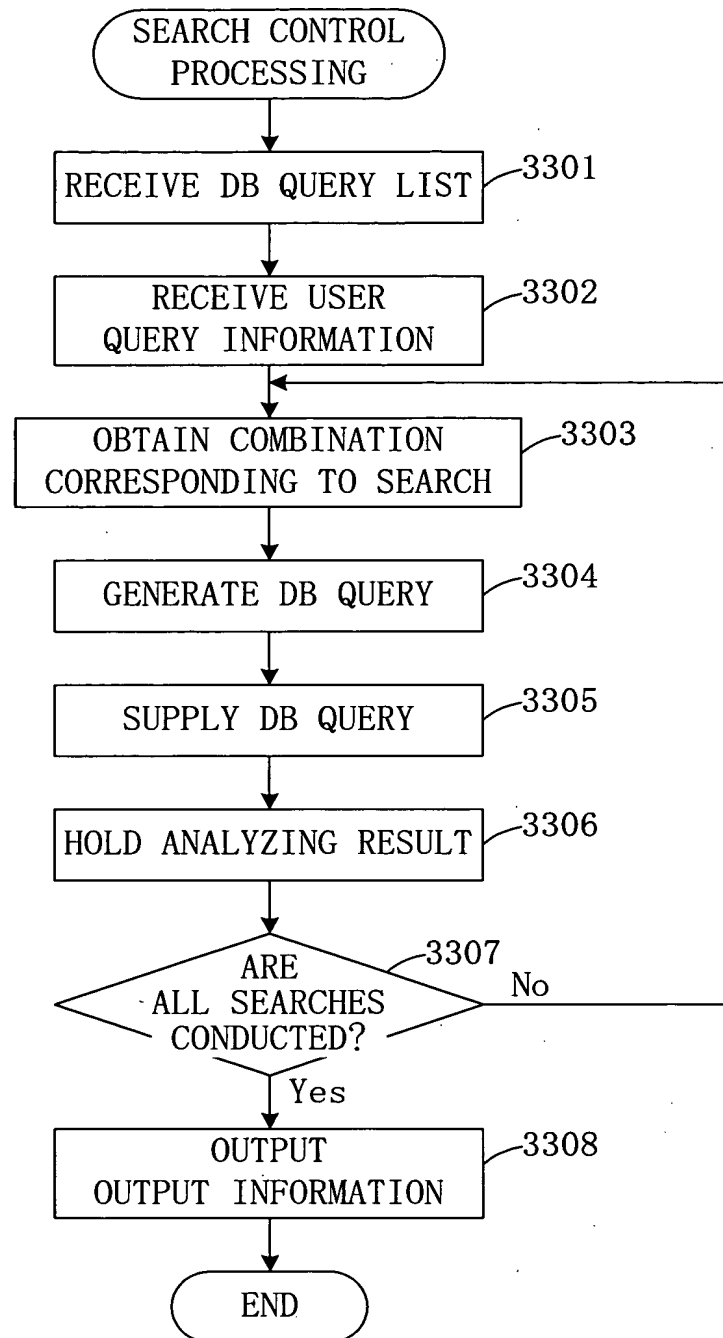 SEARCH CONTROL
PROCESSING
RECEIVE DB QUERY LIST
3301
RECEIVE USER
QUERY INFORMATION
3302
OBTAIN COMBINATION
CORRESPONDING TO SEARCH
3303
GENERATE DB QUERY
3304
SUPPLY DB QUERY
3305
HOLD ANALYZING RESULT
3306
ARE
ALL SEARCHES
CONDUCTED?
3307
No
Yes
OUTPUT
OUTPUT INFORMATION
3308
END